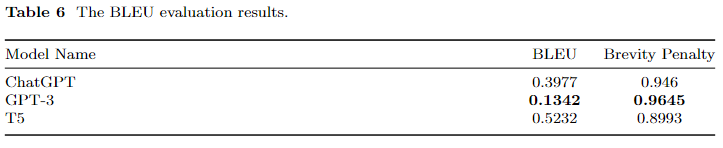 Table 6 The BLEU evaluation results.
Model Name BLEU Brevity Penalty
ChatGPT 0.3977 0.946
GPT-3 0.1342 0.9645
T5 0.5232 0.8993